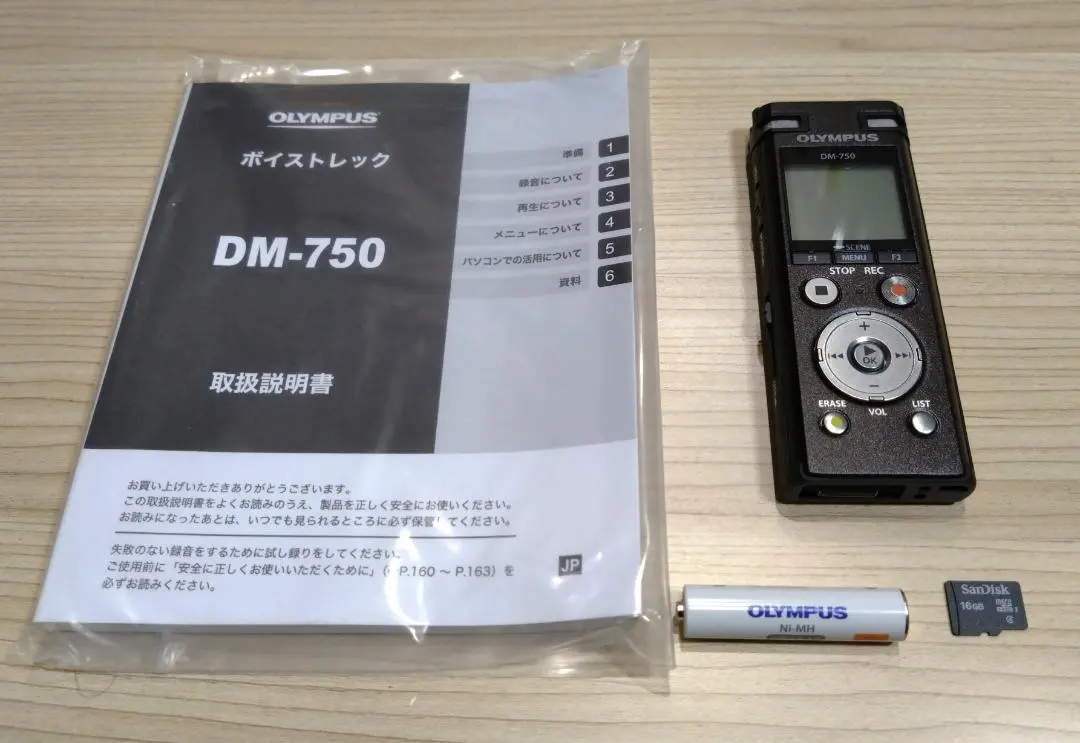 OLYMPUS
ボイストレック
DM-750
取扱説明書
準備 1
録音について 2
再生について 3
メニューについて 4
パソコンでの活用について 5
資料 6
お買い上げいただきありがとうございます。
この取扱説明書をよくお読みのうえ、製品を正しく安全にお使いください。
お読みになったあとは、いつでも見られるところに必ず保管してください。
失敗のない録音をするために試し録りをしてください。
ご使用前に「安全に正しくお使いいただくために」(P.160 ~ P.163) を
必ずお読みください。
JP
OLYMPUS
DM-750
SCENE
F1 MENU F2
STOP REC
+
OK
−
ERASE VOL LIST
OLYMPUS
Ni-MH
SanDisk
16GB
micro